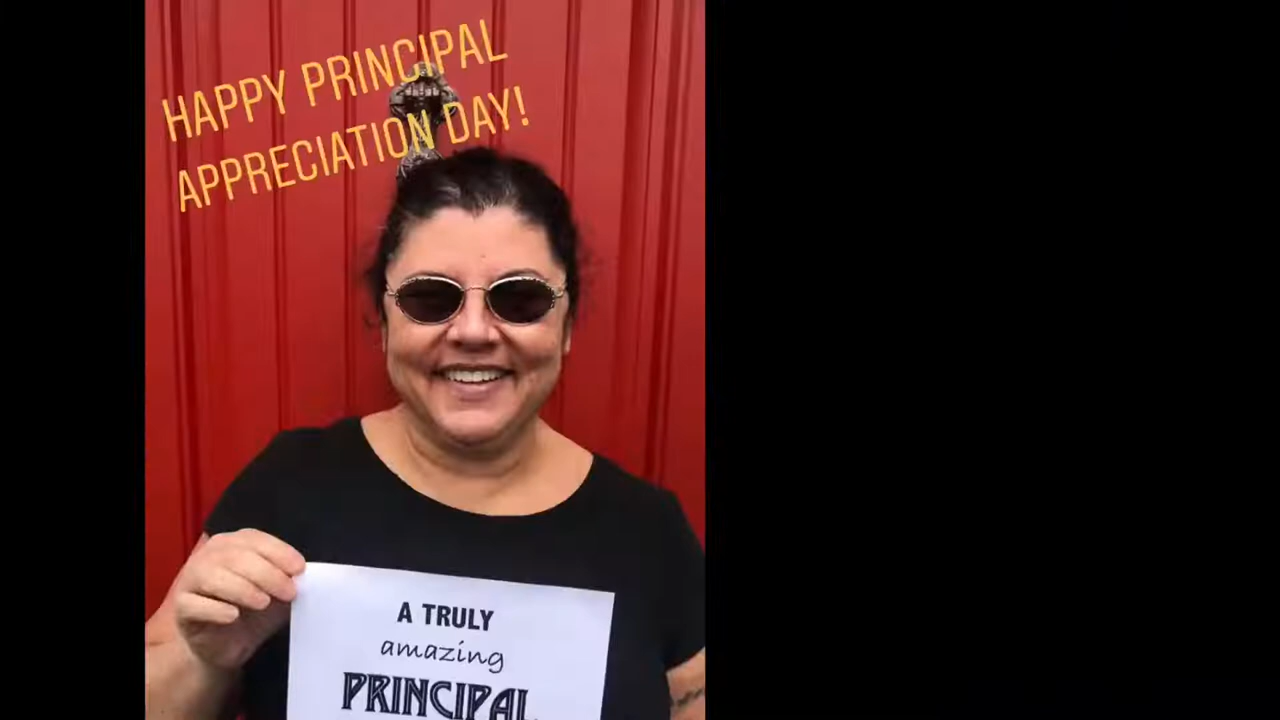 HAPPY PRINCIPAL
APPRECIATION DAY!
A TRULY
amazing
PRINCIPAL